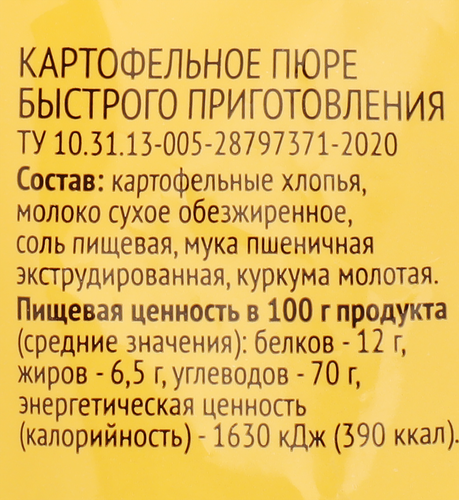 КАРТОФЕЛЬНОЕ ПЮРЕ
БЫСТРОГО ПРИГОТОВЛЕНИЯ
ТУ 10.31.13-005-28797371-2020
Состав: картофельные хлопья,
молоко сухое обезжиренное,
соль пищевая, мука пшеничная
экструдированная, куркума молотая.
Пищевая ценность в 100 г продукта
(средние значения): белков - 12 г,
жиров - 6,5 г, углеводов - 70 г,
энергетическая ценность
(калорийность) - 1630 кДж (390 ккал).